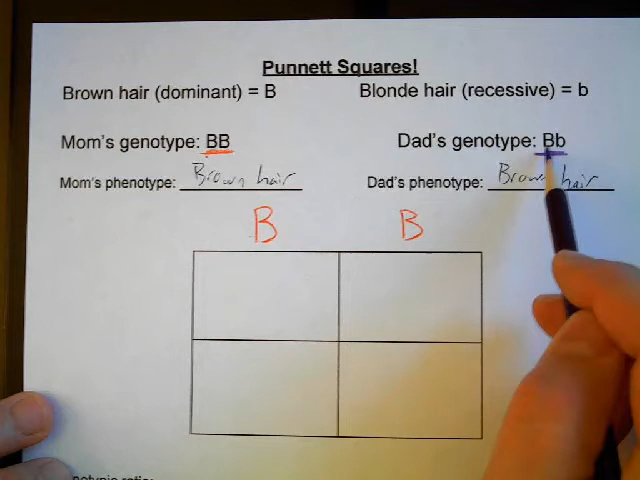 Punnett Squares!
Brown hair (dominant) = B Blonde hair (recessive) = b
Mom's genotype: BB Dad's genotype: Bb
Mom's phenotype: Brown hair Dad's phenotype: Brown hair
B B